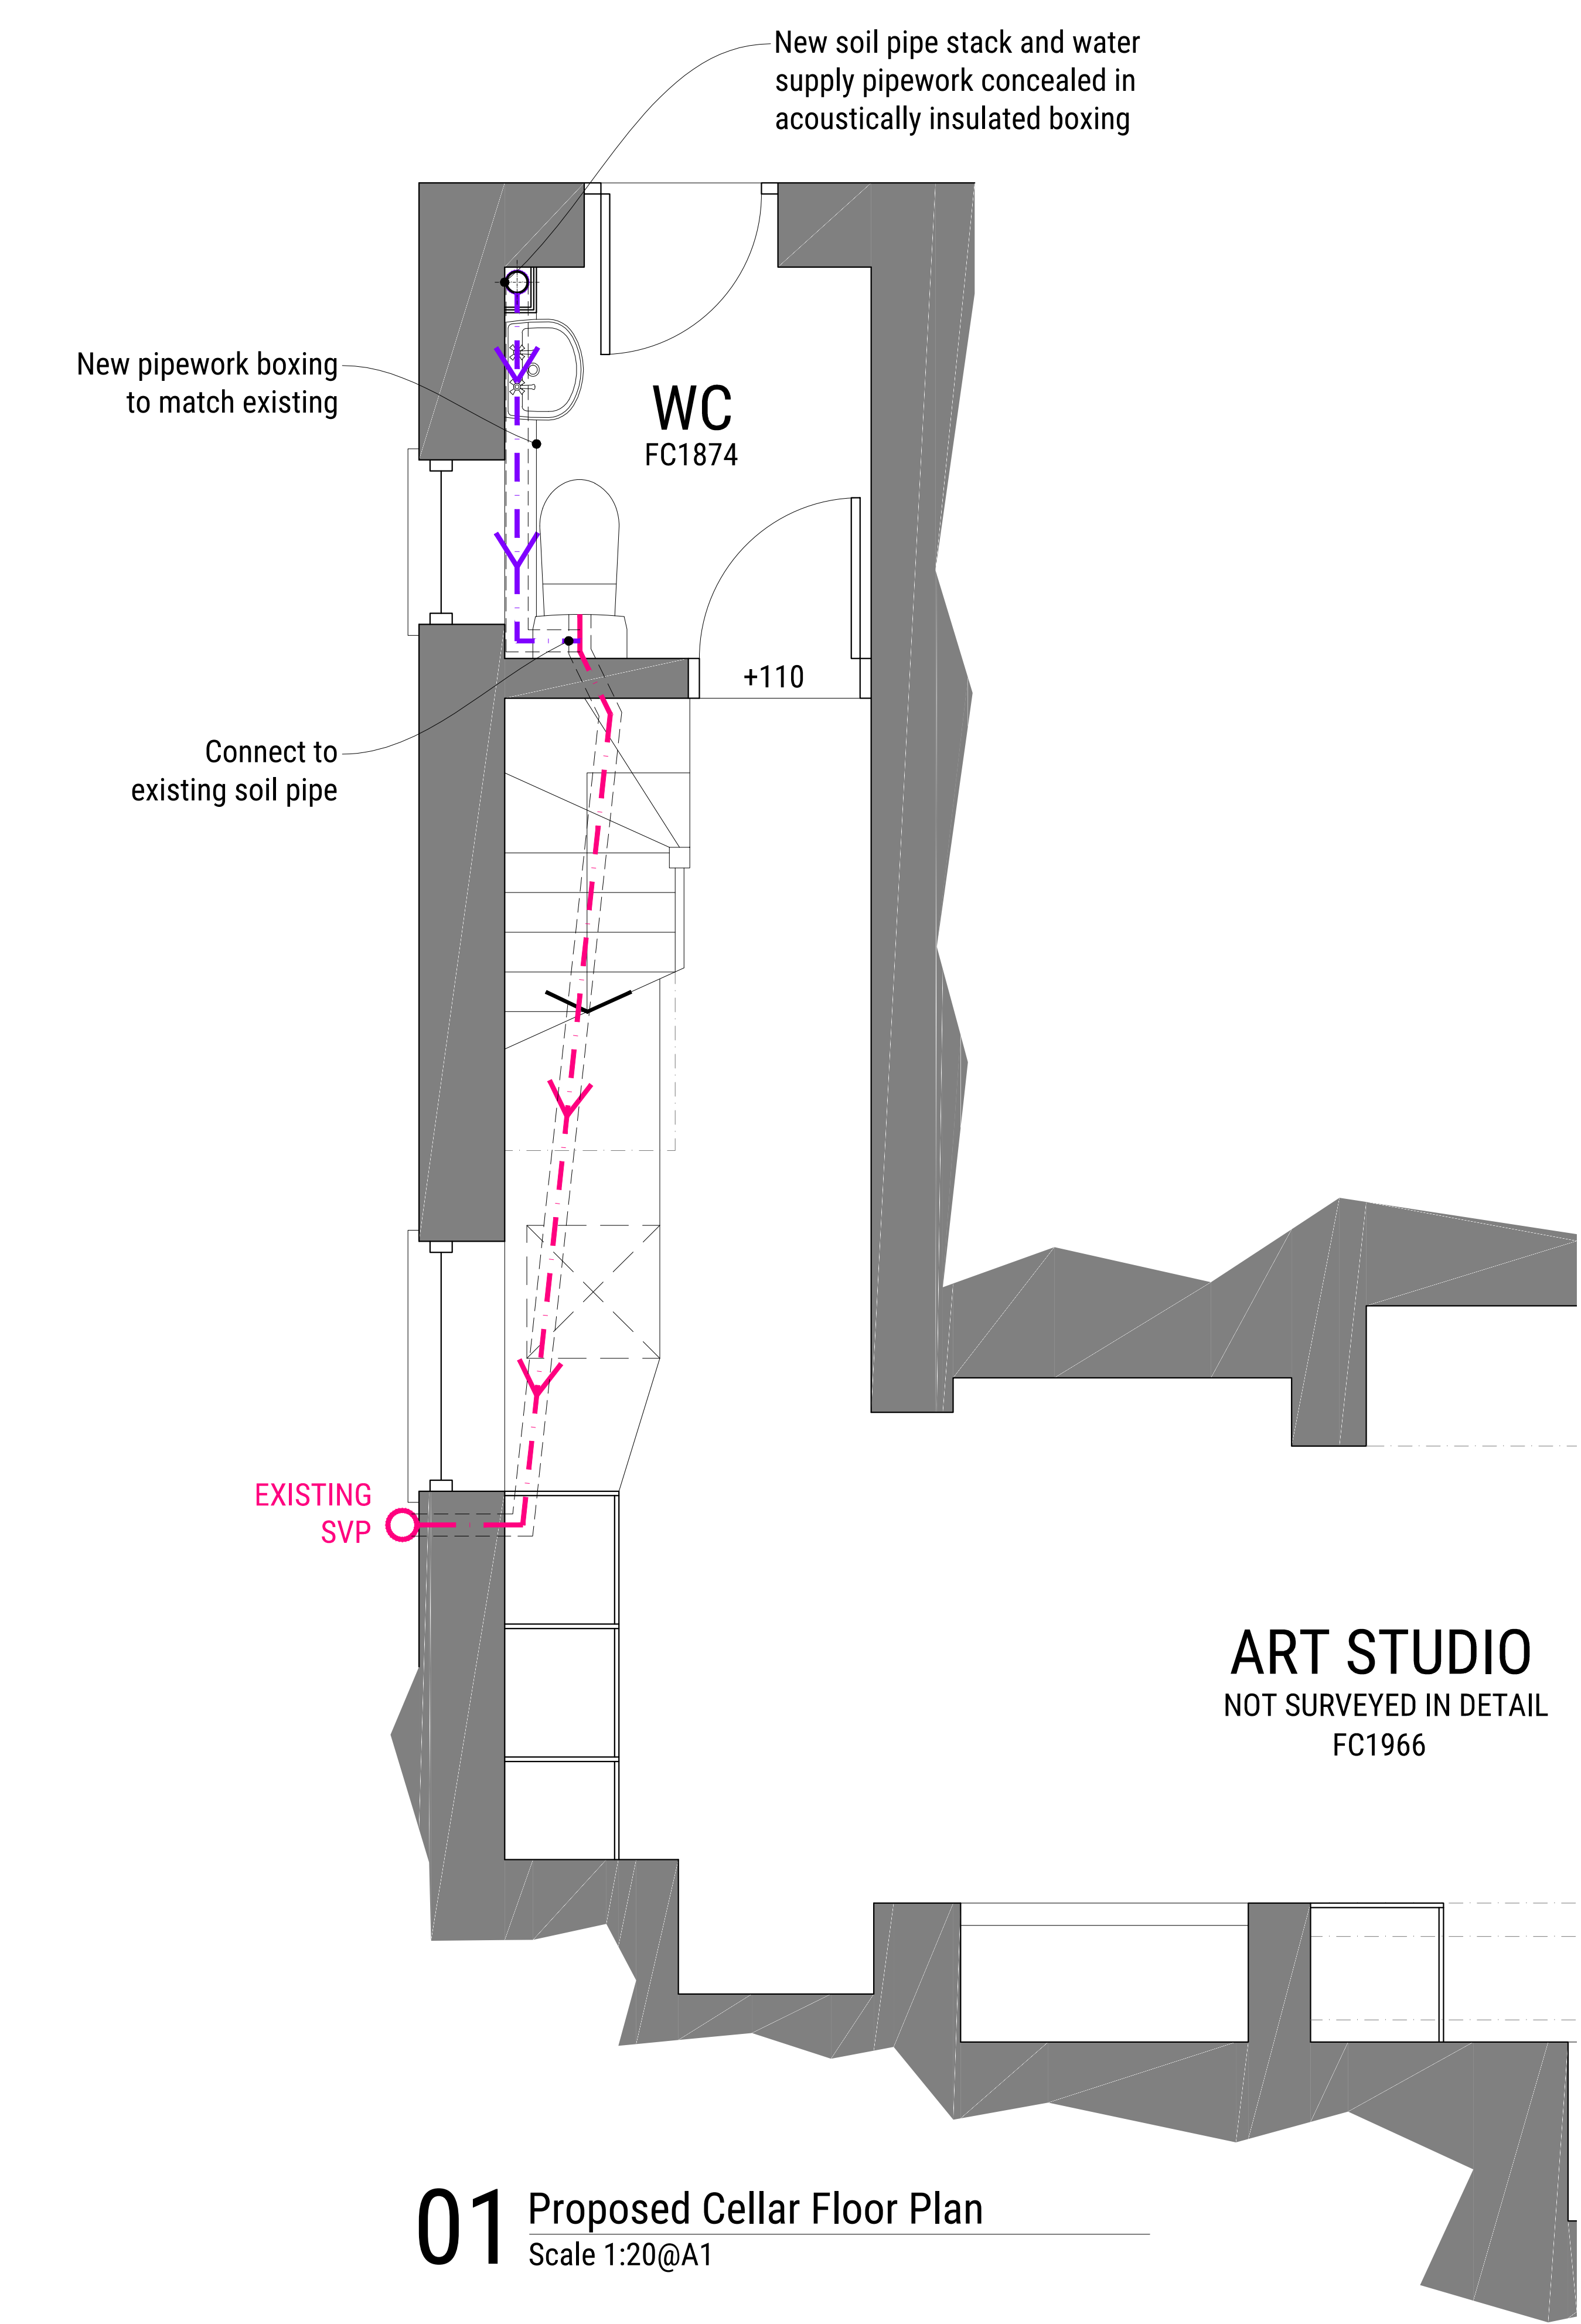 New soil pipe stack and water
supply pipework concealed in
acoustically insulated boxing
New pipework boxing
to match existing
WC
FC1874
+110
Connect to
existing soil pipe
EXISTING
SVP
ART STUDIO
NOT SURVEYED IN DETAIL
FC1966
01
Proposed Cellar Floor Plan
Scale 1:20@A1